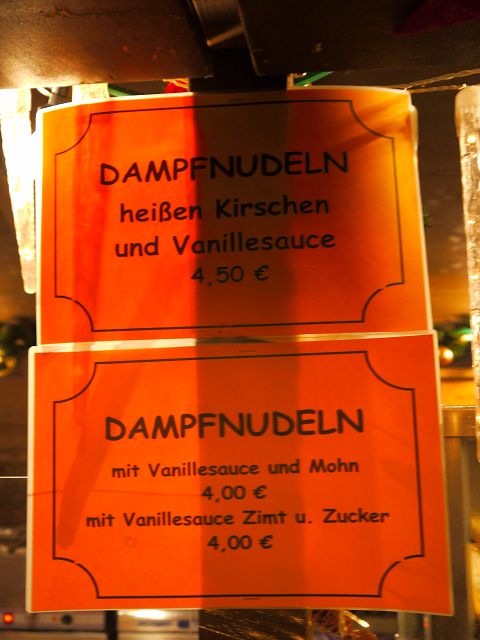 DAMPFNUDELN
heißen Kirschen
und Vanillesauce
4,50 €
DAMPFNUDELN
mit Vanillesauce und Mohn
4,00 €
mit Vanillesauce Zimt u. Zucker
4,00 €